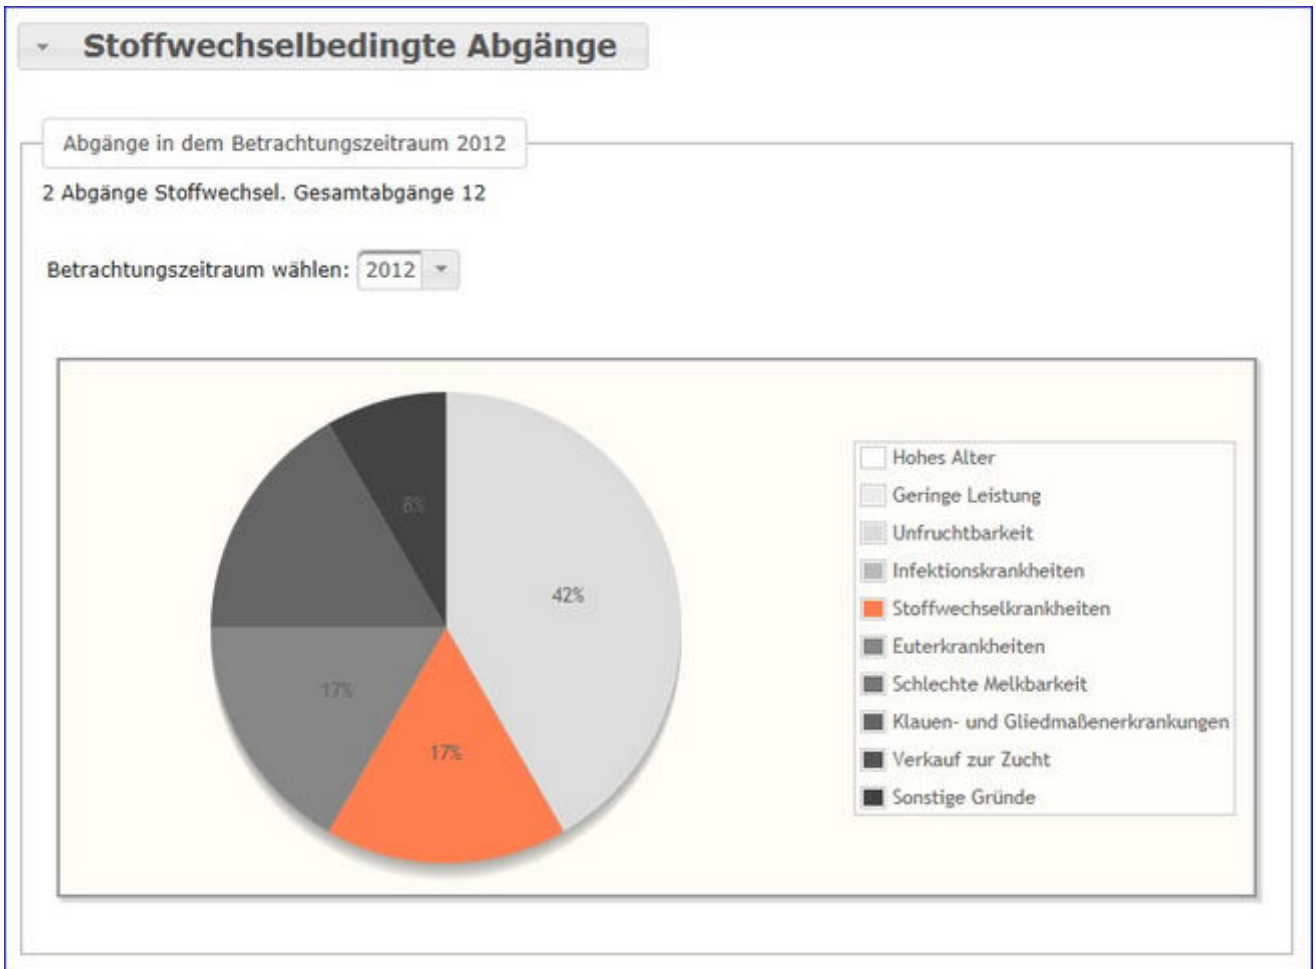 Stoffwechselbedingte Abgänge
Abgänge in dem Betrachtungszeitraum 2012
2 Abgänge Stoffwechsel. Gesamtabgänge 12
Betrachtungszeitraum wählen: 2012
42%
17%
17%
Hohes Alter
Geringe Leistung
Unfruchtbarkeit
Infektionskrankheiten
Stoffwechselkrankheiten
Euterkrankheiten
Schlechte Melkbarkeit
Klauen- und Gliedmaßenerkrankungen
Verkauf zur Zucht
Sonstige Gründe